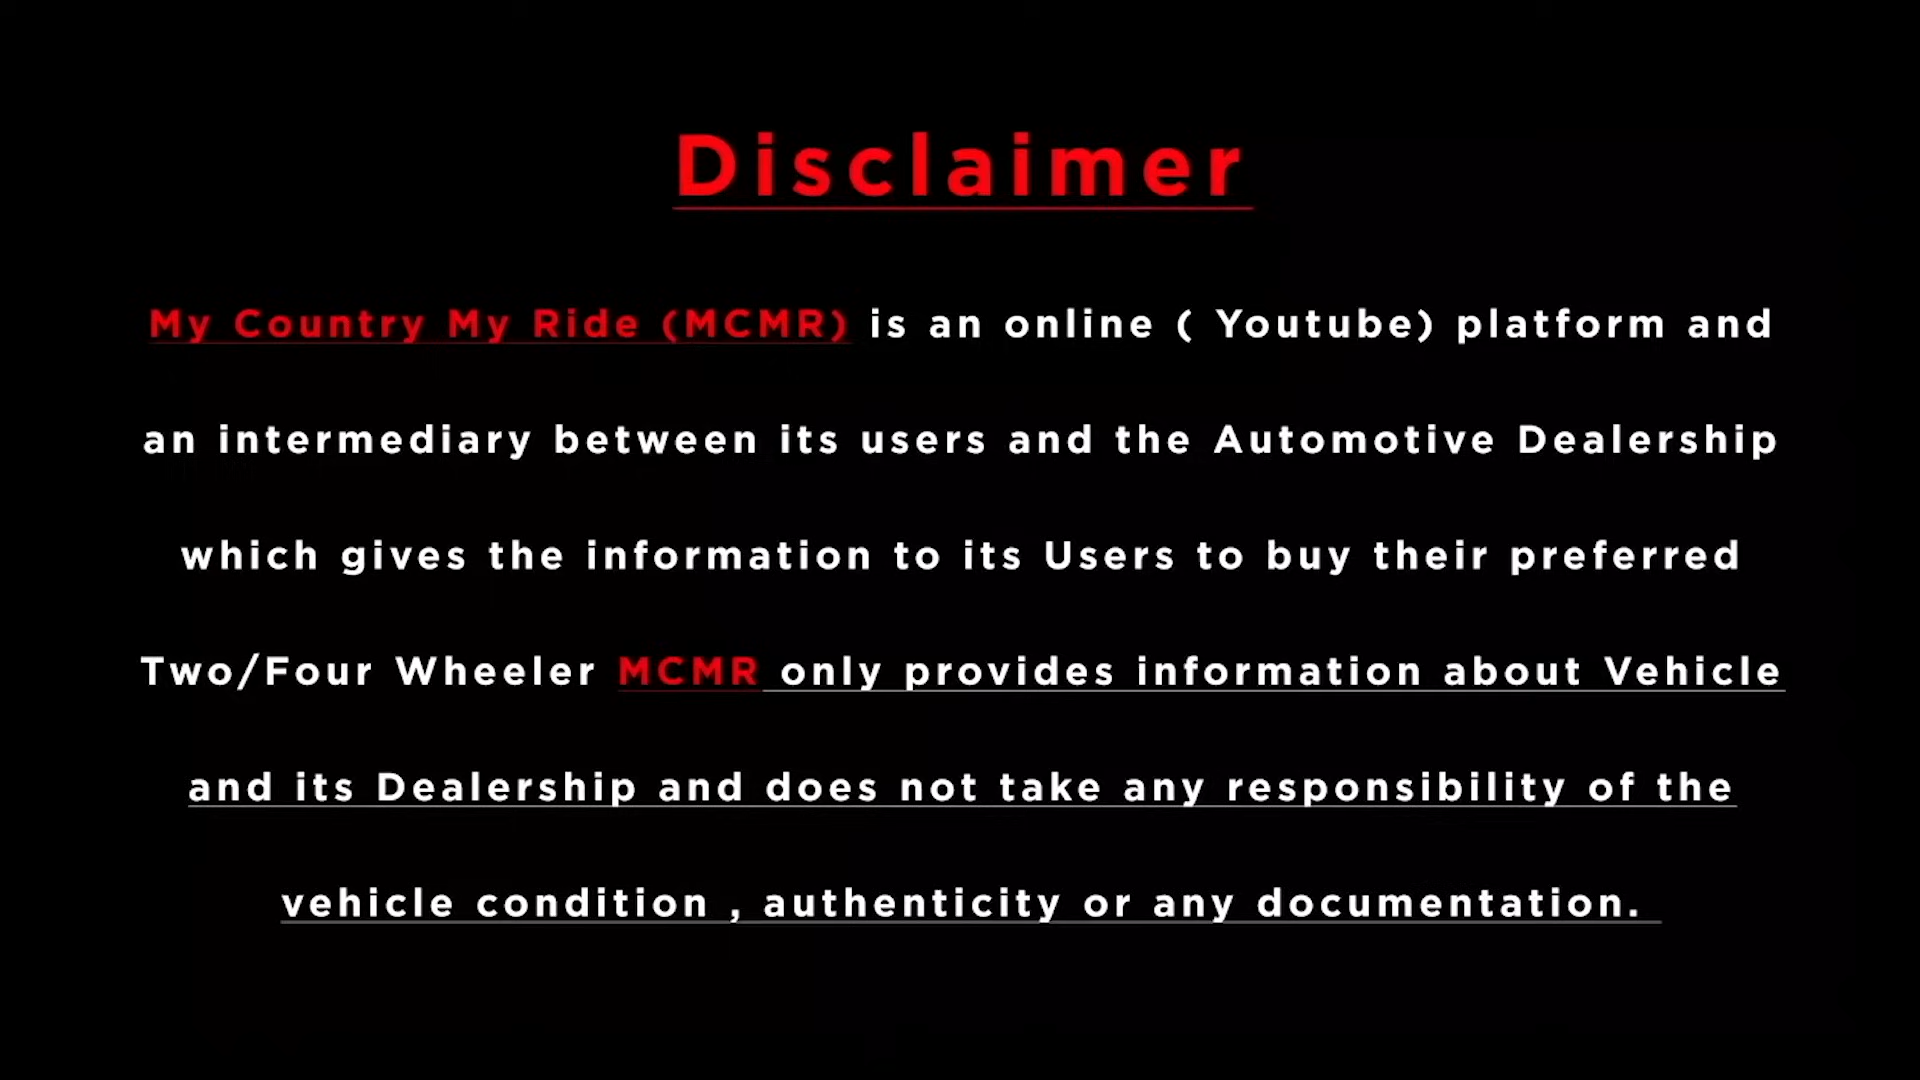 Disclaimer
My Country My Ride (MCMR) is an online ( Youtube) platform and
an intermediary between its users and the Automotive Dealership
which gives the information to its Users to buy their preferred
Two/Four Wheeler MCMR only provides information about Vehicle
and its Dealership and does not take any responsibility of the
vehicle condition , authenticity or any documentation.